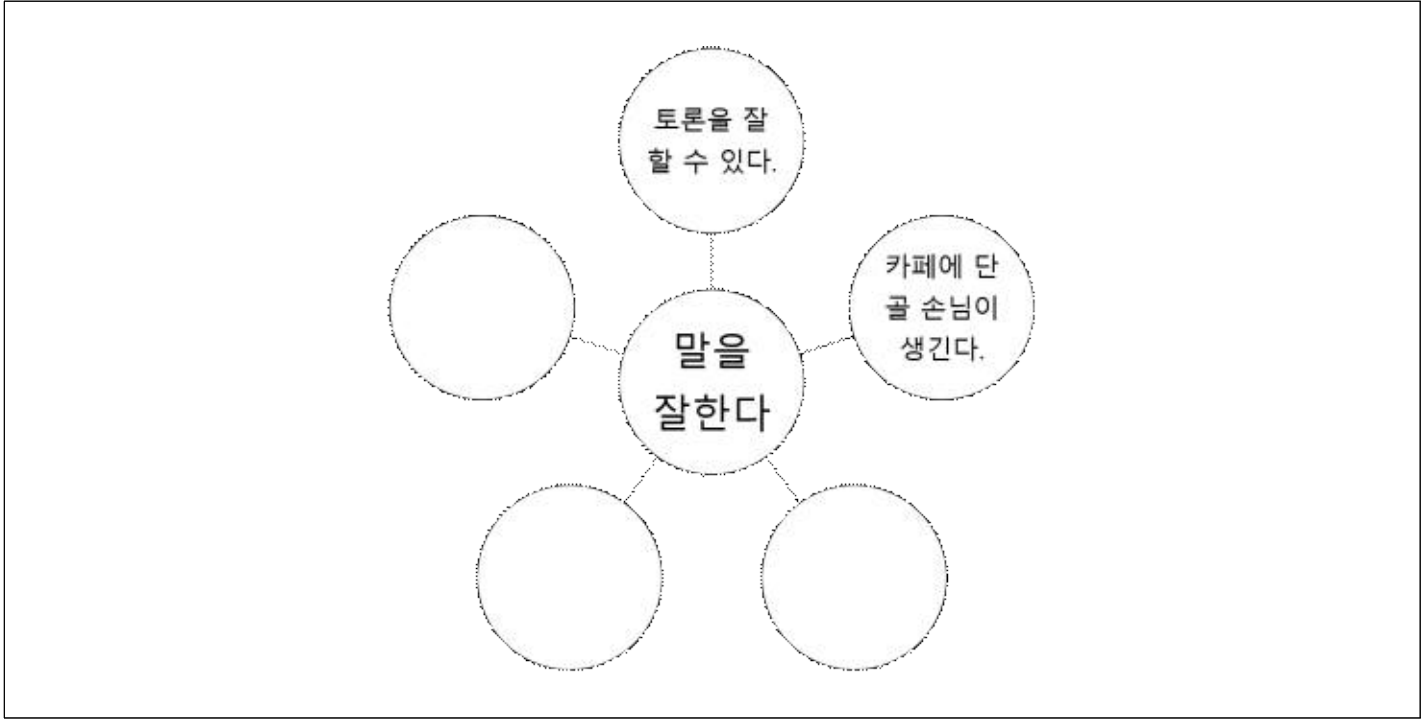 토론을 잘
할 수 있다.
카페에 단
골 손님이
생긴다.
말을
잘한다